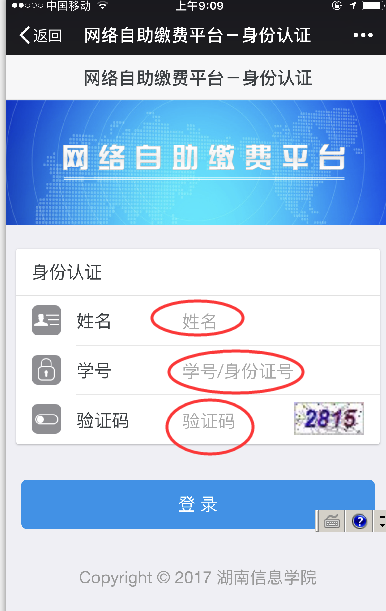 中国移动 上午9:09
返回 网络自助缴费平台－身份认证
网络自助缴费平台－身份认证
网络自助缴费平台
身份认证
姓名 姓名
学号 学号/身份证号
验证码 验证码 2815
登 录
Copyright © 2017 湖南信息学院